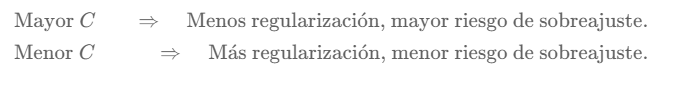 Mayor C ⇒ Menos regularización, mayor riesgo de sobreajuste.
Menor C ⇒ Más regularización, menor riesgo de sobreajuste.